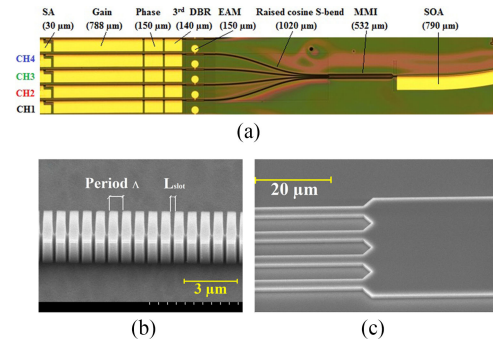 SA Gain Phase 3rd DBR EAM Raised cosine S-bend MMI SOA
(30 µm) (788 µm) (150 µm) (140 µm) (150 µm) (1020 µm) (532 µm) (790 µm)
CH4
CH3
CH2
CH1
(a)
Period Λ Lslot
3 µm
(b)
20 µm
(c)